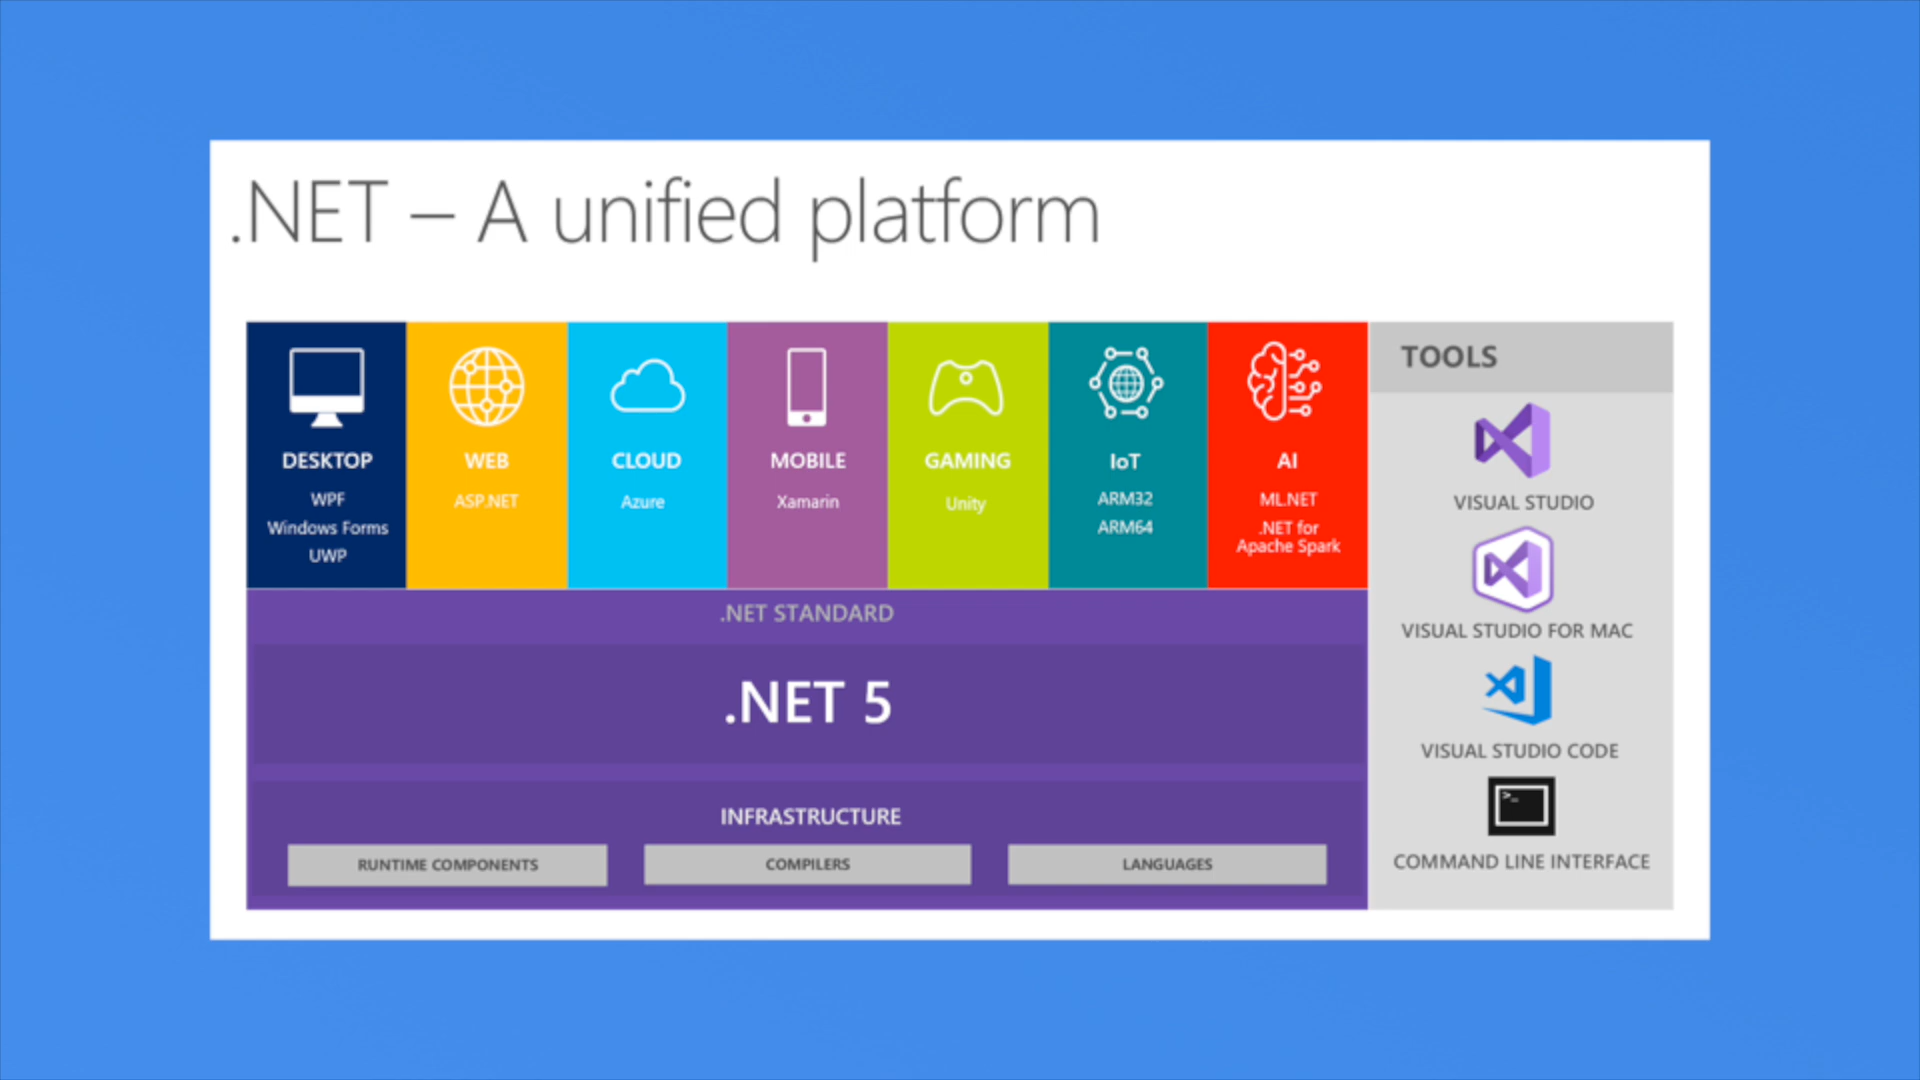 .NET – A unified platform
DESKTOP
WPF
Windows Forms
UWP
WEB
ASP.NET
CLOUD
Azure
MOBILE
Xamarin
GAMING
Unity
IoT
ARM32
ARM64
AI
ML.NET
.NET for
Apache Spark
.NET STANDARD
.NET 5
INFRASTRUCTURE
RUNTIME COMPONENTS
COMPILERS
LANGUAGES
TOOLS
VISUAL STUDIO
VISUAL STUDIO FOR MAC
VISUAL STUDIO CODE
>_
COMMAND LINE INTERFACE